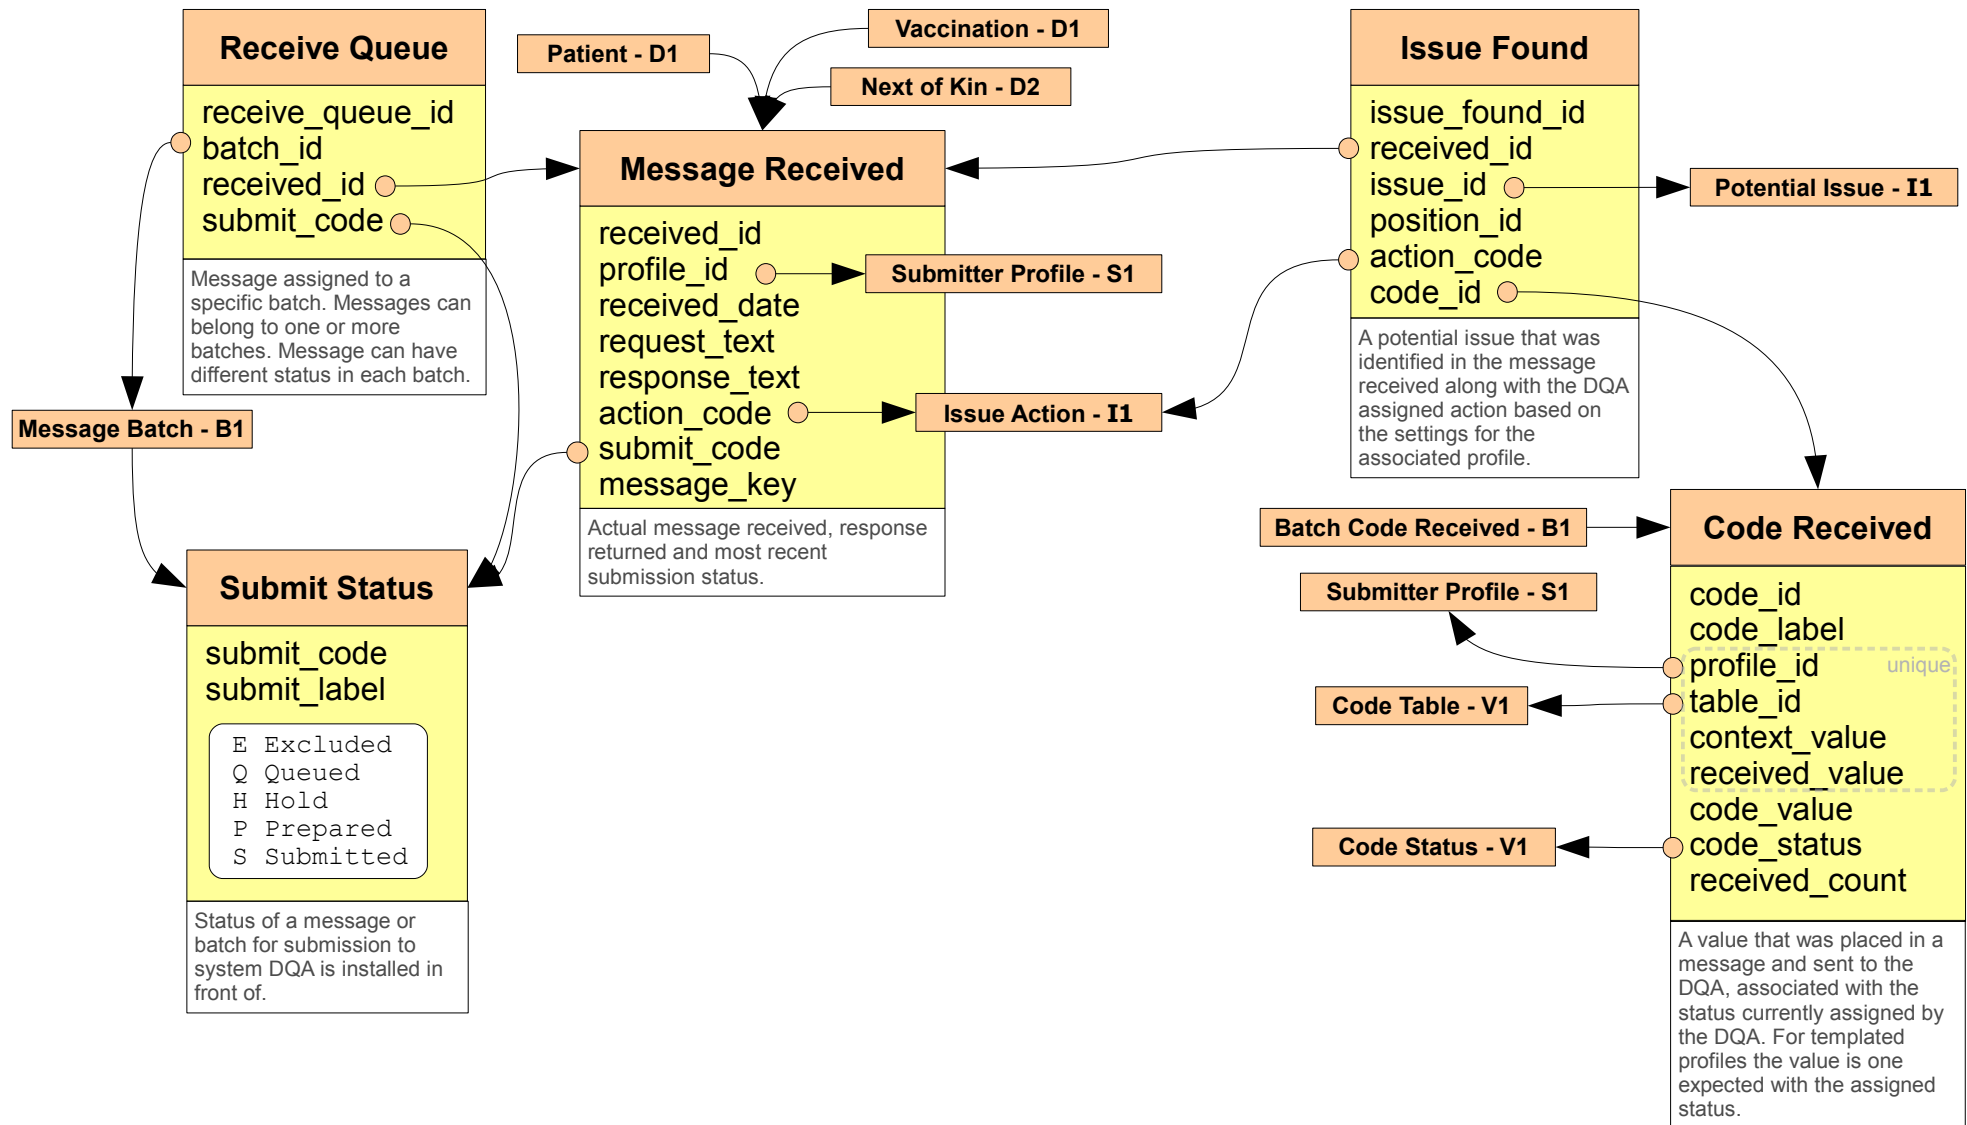 Receive Queue
receive_queue_id
batch_id
received_id
submit_code
Message assigned to a
specific batch. Messages can
belong to one or more
batches. Message can have
different status in each batch.
Message Batch - B1
Submit Status
submit_code
submit_label
E Excluded
Q Queued
H Hold
P Prepared
S Submitted
Status of a message or
batch for submission to
system DQA is installed in
front of.
Patient - D1
Vaccination - D1
Next of Kin - D2
Message Received
received_id
profile_id
received_date
request_text
response_text
action_code
submit_code
message_key
Actual message received, response
returned and most recent
submission status.
Submitter Profile - S1
Issue Action - I1
Issue Found
issue_found_id
received_id
issue_id
position_id
action_code
code_id
A potential issue that was
identified in the message
received along with the DQA
assigned action based on
the settings for the
associated profile.
Potential Issue - I1
Batch Code Received - B1
Submitter Profile - S1
Code Table - V1
Code Status - V1
Code Received
code_id
code_label
profile_id unique
table_id
context_value
received_value
code_value
code_status
received_count
A value that was placed in a
message and sent to the
DQA, associated with the
status currently assigned by
the DQA. For templated
profiles the value is one
expected with the assigned
status.